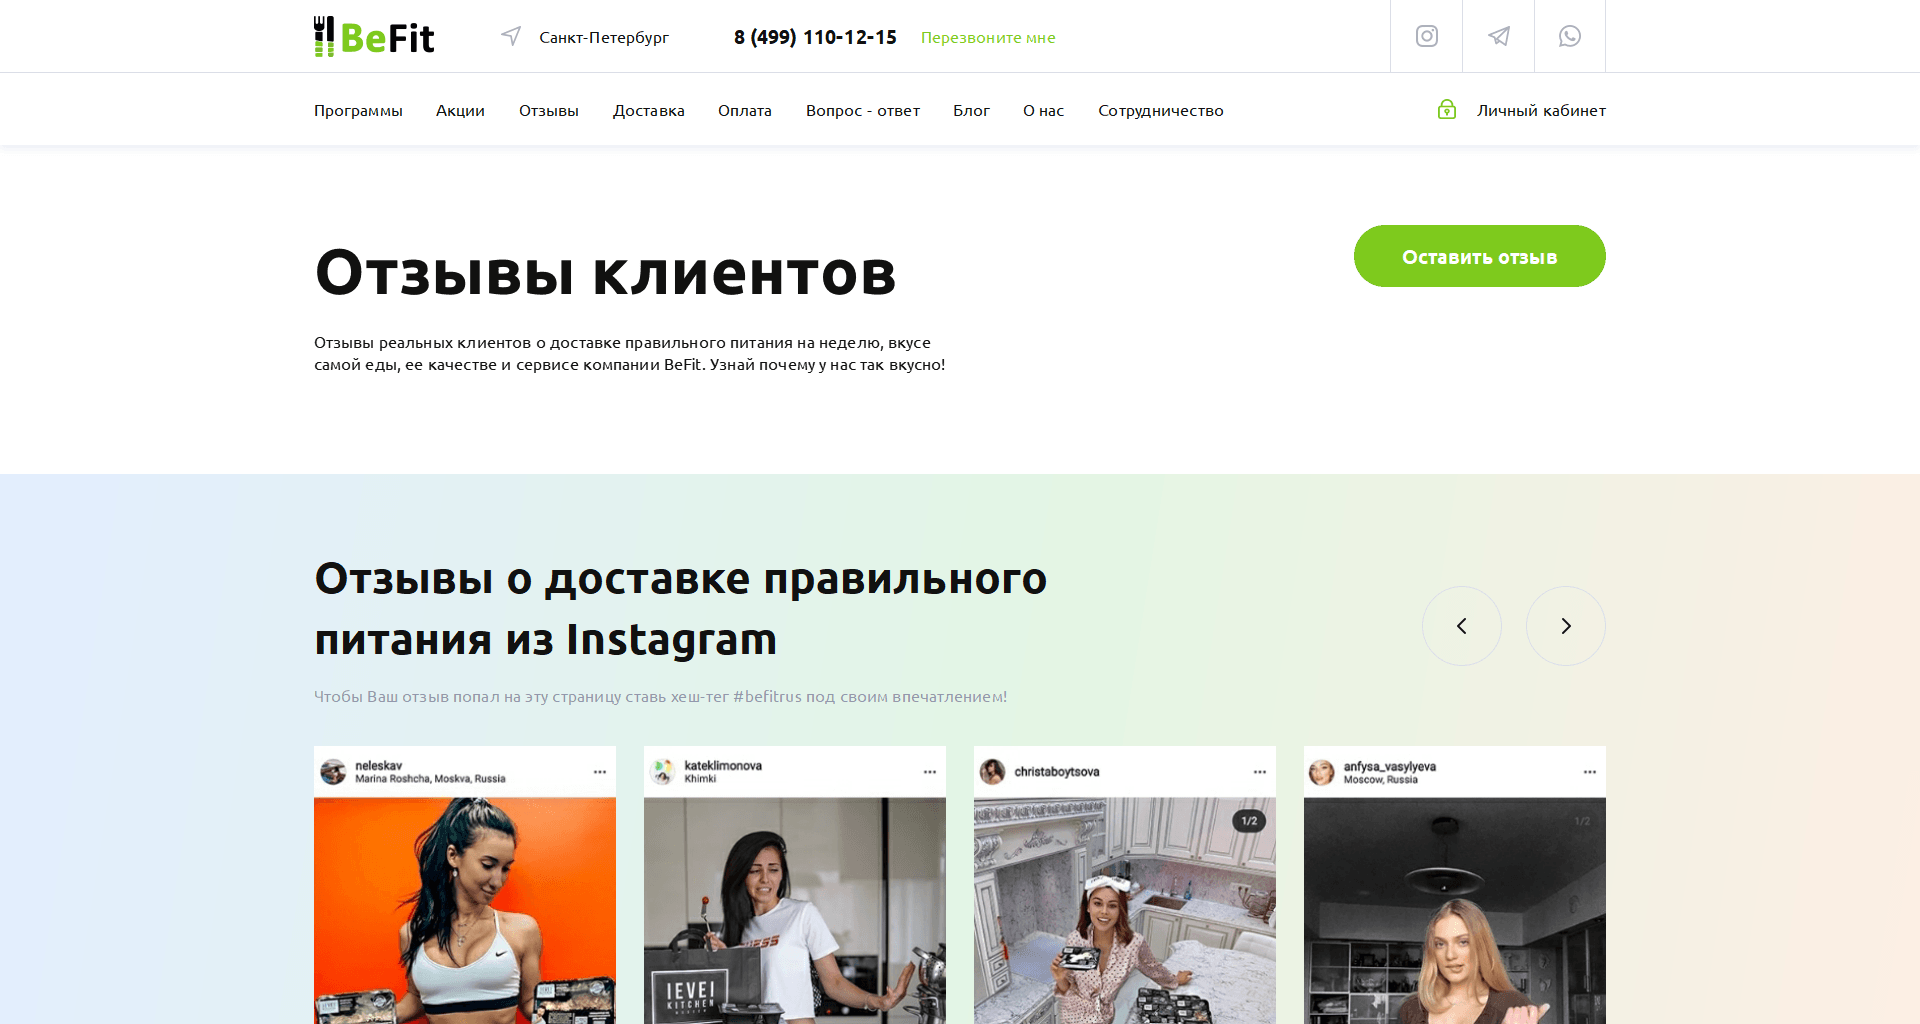 BeFit
Санкт-Петербург
8 (499) 110-12-15
Перезвоните мне
Программы
Акции
Отзывы
Доставка
Оплата
Вопрос - ответ
Блог
О нас
Сотрудничество
Личный кабинет
Отзывы клиентов
Оставить отзыв
Отзывы реальных клиентов о доставке правильного питания на неделю, вкусе
самой еды, ее качестве и сервисе компании BeFit. Узнай почему у нас так вкусно!
Отзывы о доставке правильного
питания из Instagram
Чтобы Ваш отзыв попал на эту страницу ставь хеш-тег #befitrus под своим впечатлением!
neleskav
Marina Roshcha, Moskva, Russia
kateklimonova
Khimki
christaboytsova
anfysa_vasylyeva
Moscow, Russia
1/2
1/2
KITCHEN